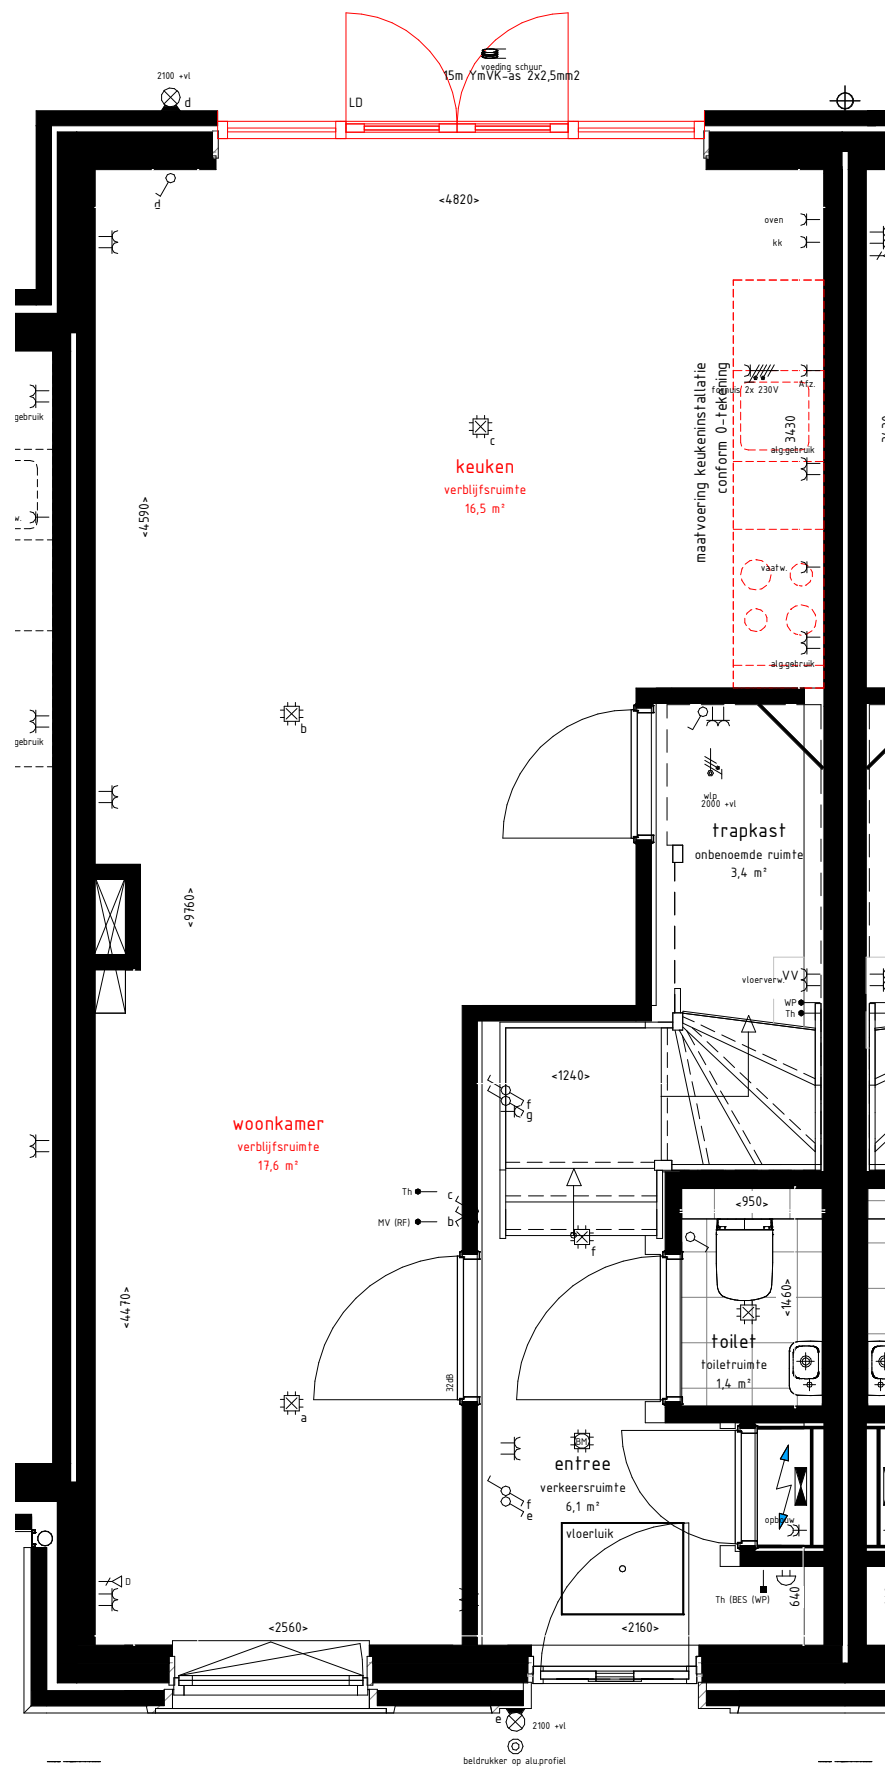 2100 +vl
d
voeding schuur
15m YmVK-as 2x2,5mm2
LD
d
<4820>
oven
kk
maatvoering keukeninstallatie
conform 0-tekening
fornuis 2x 230V
Afz.
3430
alg.gebruik
gebruik
c
keuken
verblijfsruimte
16,5 m²
<4590>
w.
vaatw.
alg.gebruik
b
gebruik
wlp
2000 +vl
trapkast
onbenoemde ruimte
3,4 m²
<9760>
vloerverw.
VV
WP
Th
<1240>
f
g
woonkamer
verblijfsruimte
17,6 m²
Th
c
MV (RF)
b
f
<950>
<1460>
<4470>
toilet
toiletruimte
1,4 m²
32dB
a
BM
entree
verkeersruimte
6,1 m²
f
e
opbouw
vloerluik
D
Th (BES (WP)
640
<2560>
<2160>
e
2100 +vl
beldrukker op alu.profiel